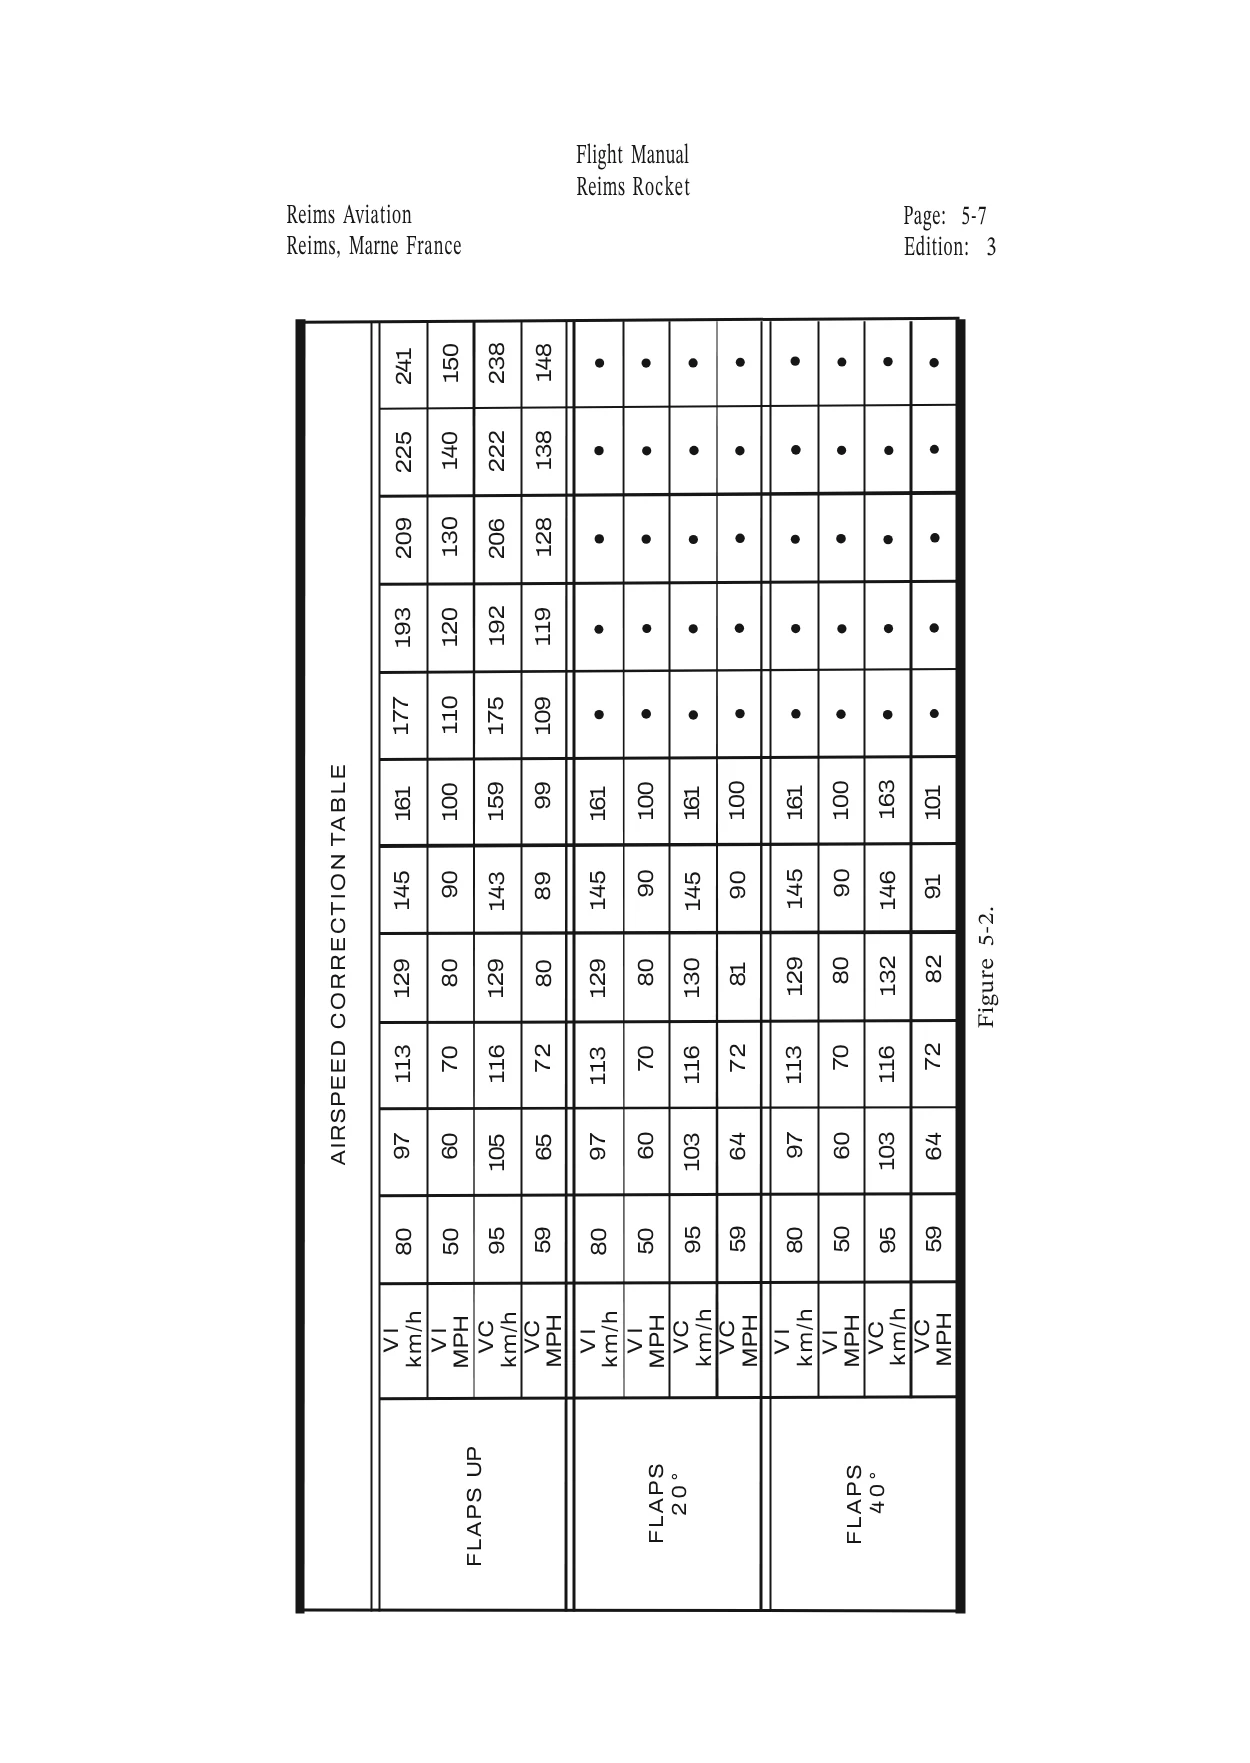 Flight Manual
Reims Rocket
Reims Aviation
Reims, Marne France
Page: 5-7
Edition: 3
AIRSPEED CORRECTION TABLE
FLAPS UP
VI km/h 80 97 113 129 145 161 177 193 209 225 241
VI MPH 50 60 70 80 90 100 110 120 130 140 150
VC km/h 95 105 116 129 143 159 175 192 206 222 238
VC MPH 59 65 72 80 89 99 109 119 128 138 148
FLAPS
20°
VI km/h 80 97 113 129 145 161 • • • • •
VI MPH 50 60 70 80 90 100 • • • • •
VC km/h 95 103 116 130 145 161 • • • • •
VC MPH 59 64 72 81 90 100 • • • • •
FLAPS
40°
VI km/h 80 97 113 129 145 161 • • • • •
VI MPH 50 60 70 80 90 100 • • • • •
VC km/h 95 103 116 132 146 163 • • • • •
VC MPH 59 64 72 82 91 101 • • • • •
Figure 5-2.